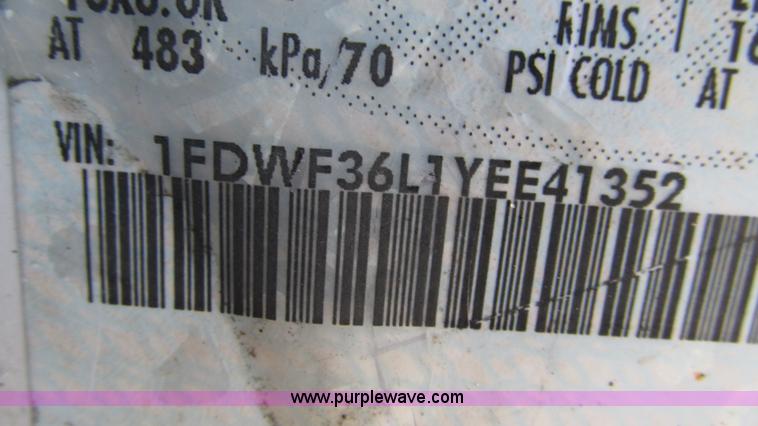 RIMS
AT 483 kPa/70 PSI COLD AT
VIN: 1FDWF36L1YEE41352
www.purplewave.com